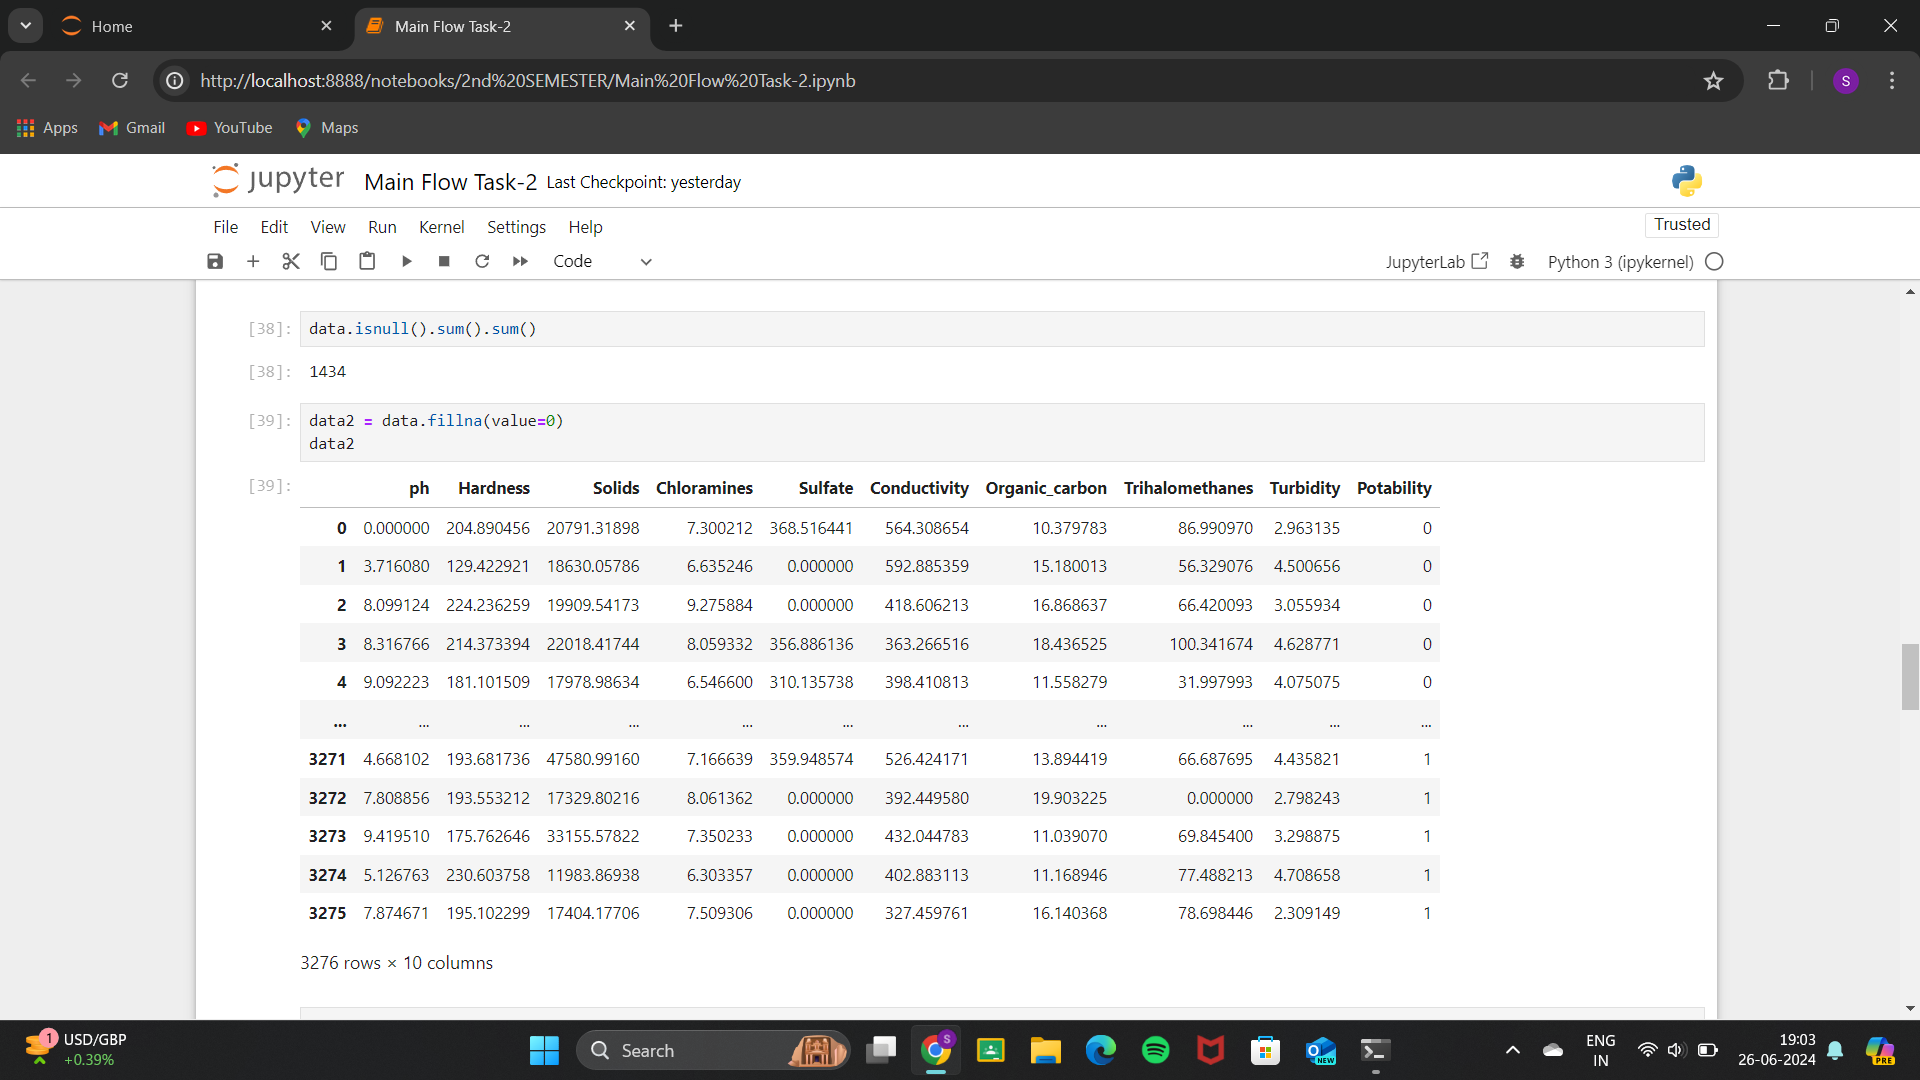 Home
Main Flow Task-2
http://localhost:8888/notebooks/2nd%20SEMESTER/Main%20Flow%20Task-2.ipynb
S
Apps Gmail YouTube Maps
jupyter Main Flow Task-2 Last Checkpoint: yesterday
File Edit View Run Kernel Settings Help
Trusted
Code
JupyterLab Python 3 (ipykernel)
[38]: data.isnull().sum().sum()
[38]: 1434
[39]: data2 = data.fillna(value=0)
data2
[39]:
ph Hardness Solids Chloramines Sulfate Conductivity Organic_carbon Trihalomethanes Turbidity Potability
0 0.000000 204.890456 20791.31898 7.300212 368.516441 564.308654 10.379783 86.990970 2.963135 0
1 3.716080 129.422921 18630.05786 6.635246 0.000000 592.885359 15.180013 56.329076 4.500656 0
2 8.099124 224.236259 19909.54173 9.275884 0.000000 418.606213 16.868637 66.420093 3.055934 0
3 8.316766 214.373394 22018.41744 8.059332 356.886136 363.266516 18.436525 100.341674 4.628771 0
4 9.092223 181.101509 17978.98634 6.546600 310.135738 398.410813 11.558279 31.997993 4.075075 0
... ... ... ... ... ... ... ... ... ... ...
3271 4.668102 193.681736 47580.99160 7.166639 359.948574 526.424171 13.894419 66.687695 4.435821 1
3272 7.808856 193.553212 17329.80216 8.061362 0.000000 392.449580 19.903225 0.000000 2.798243 1
3273 9.419510 175.762646 33155.57822 7.350233 0.000000 432.044783 11.039070 69.845400 3.298875 1
3274 5.126763 230.603758 11983.86938 6.303357 0.000000 402.883113 11.168946 77.488213 4.708658 1
3275 7.874671 195.102299 17404.17706 7.509306 0.000000 327.459761 16.140368 78.698446 2.309149 1
3276 rows × 10 columns
1
USD/GBP
+0.39%
Search
S
NEW
ENG
IN
19:03
26-06-2024
PRE